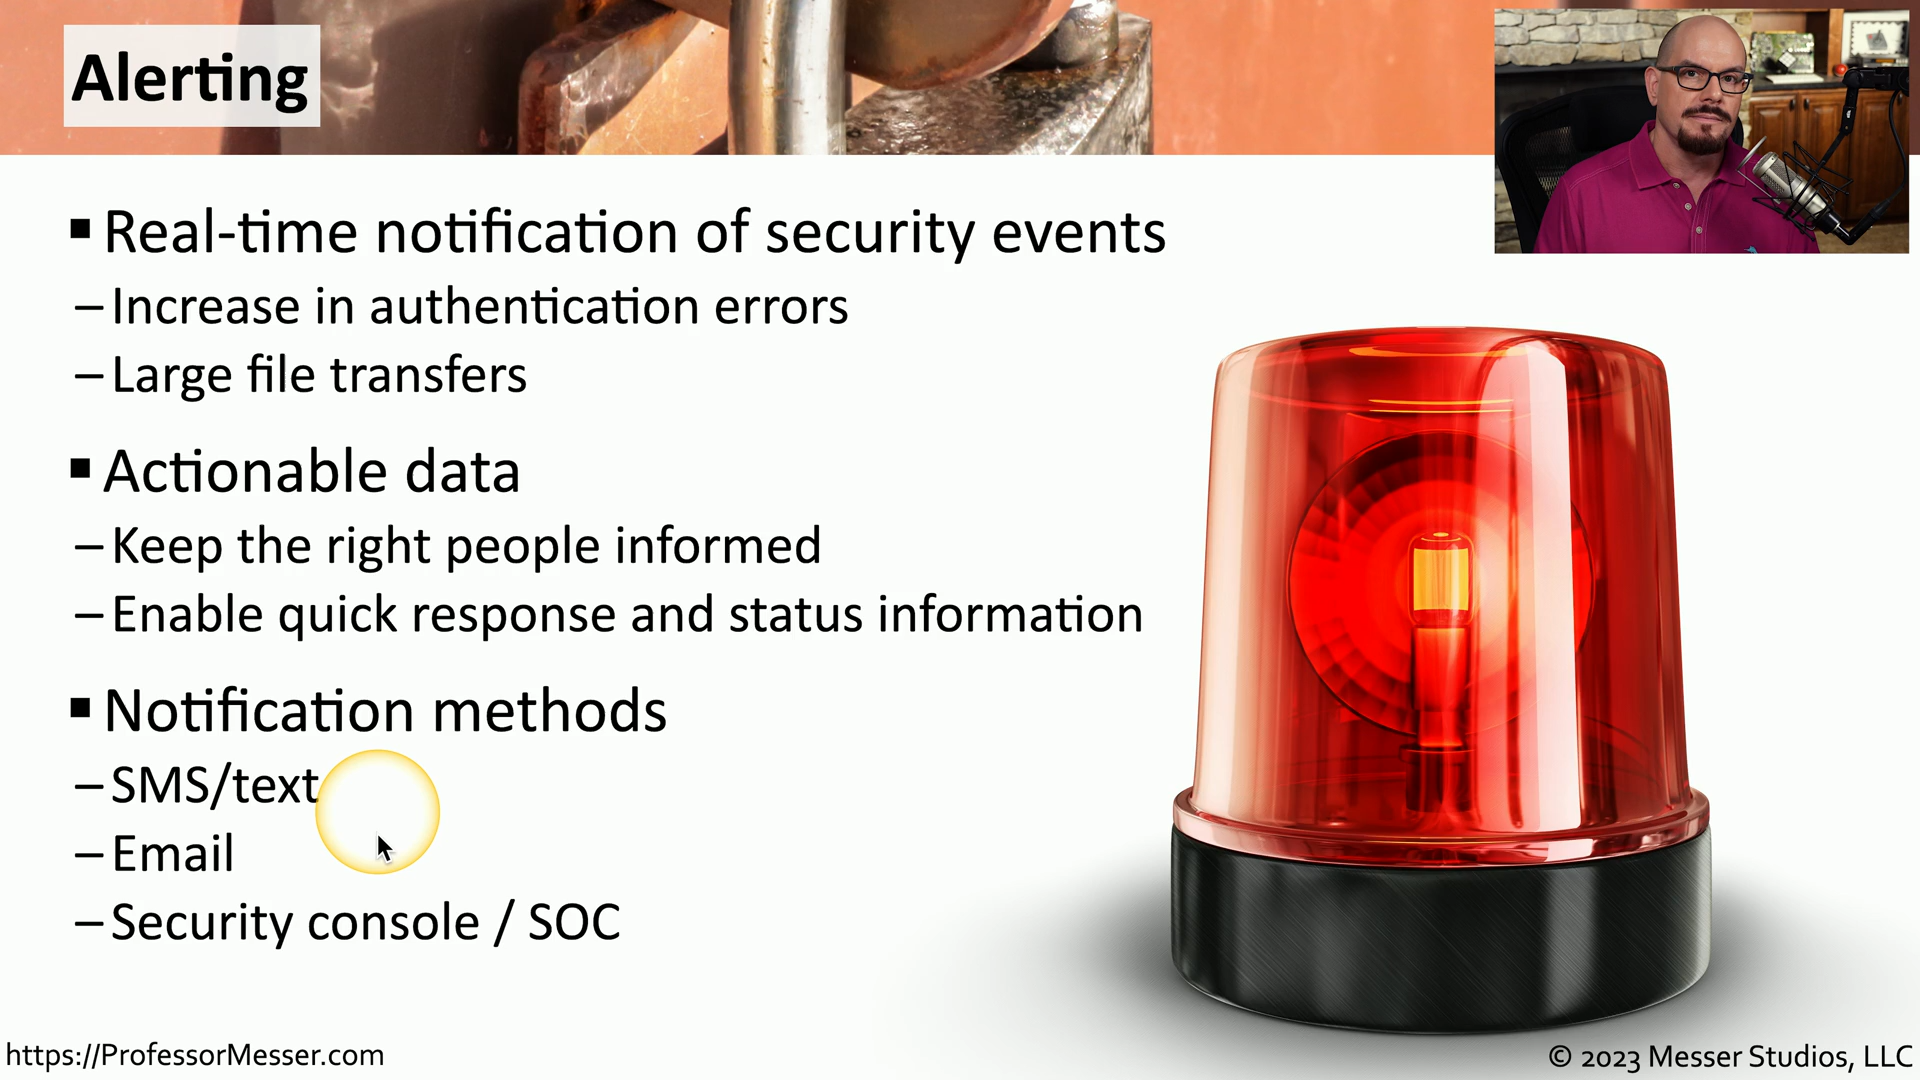 Alerting
Real-time notification of security events
– Increase in authentication errors
– Large file transfers
Actionable data
– Keep the right people informed
– Enable quick response and status information
Notification methods
– SMS/text
– Email
– Security console / SOC
https://ProfessorMesser.com
© 2023 Messer Studios, LLC